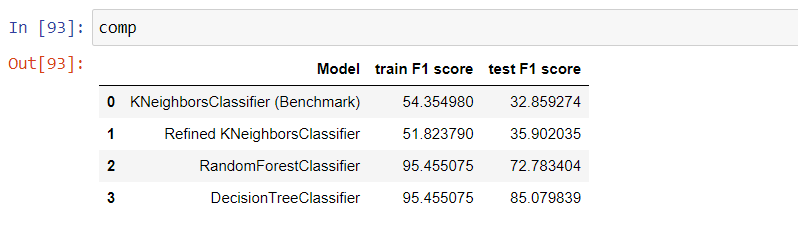 In [93]: comp
Out[93]:
Model train F1 score test F1 score
0 KNeighborsClassifier (Benchmark) 54.354980 32.859274
1 Refined KNeighborsClassifier 51.823790 35.902035
2 RandomForestClassifier 95.455075 72.783404
3 DecisionTreeClassifier 95.455075 85.079839